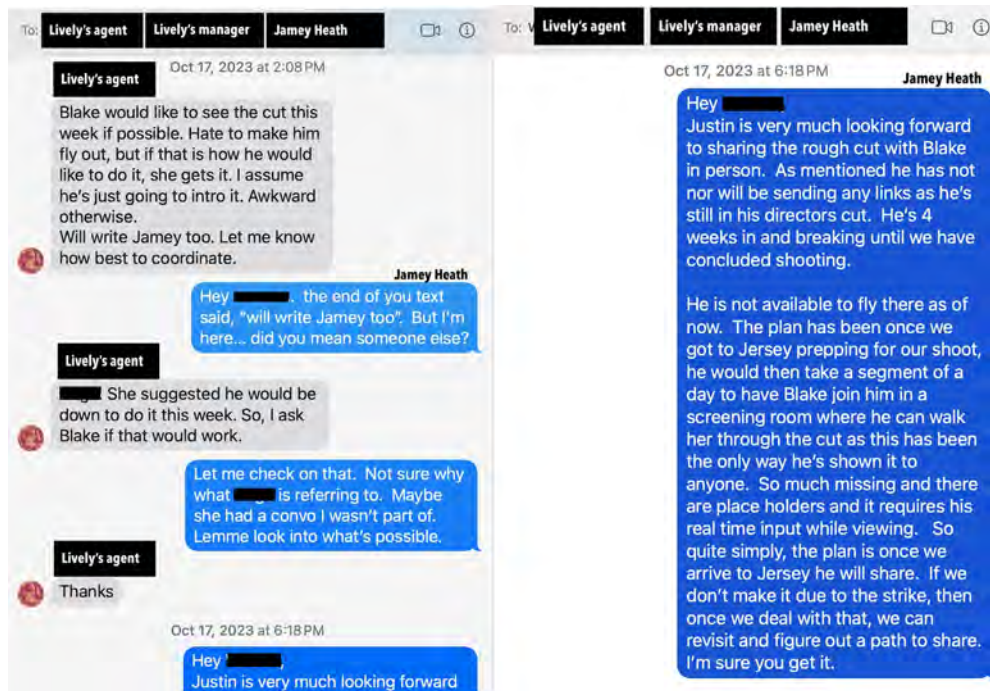 To:
Lively's agent
Lively's manager
Jamey Heath
Oct 17, 2023 at 2:08 PM
Lively's agent
Blake would like to see the cut this
week if possible. Hate to make him
fly out, but if that is how he would
like to do it, she gets it. I assume
he's just going to intro it. Awkward
otherwise.
Will write Jamey too. Let me know
how best to coordinate.
Jamey Heath
Hey . the end of you text
said, "will write Jamey too". But I'm
here... did you mean someone else?
Lively's agent
She suggested he would be
down to do it this week. So, I ask
Blake if that would work.
Let me check on that. Not sure why
what is referring to. Maybe
she had a convo I wasn't part of.
Lemme look into what's possible.
Lively's agent
Thanks
Oct 17, 2023 at 6:18 PM
Hey ,
Justin is very much looking forward
To:
Lively's agent
Lively's manager
Jamey Heath
Oct 17, 2023 at 6:18 PM
Jamey Heath
Hey
Justin is very much looking forward
to sharing the rough cut with Blake
in person. As mentioned he has not
nor will be sending any links as he's
still in his directors cut. He's 4
weeks in and breaking until we have
concluded shooting.
He is not available to fly there as of
now. The plan has been once we
got to Jersey prepping for our shoot,
he would then take a segment of a
day to have Blake join him in a
screening room where he can walk
her through the cut as this has been
the only way he's shown it to
anyone. So much missing and there
are place holders and it requires his
real time input while viewing. So
quite simply, the plan is once we
arrive to Jersey he will share. If we
don't make it due to the strike, then
once we deal with that, we can
revisit and figure out a path to share.
I'm sure you get it.